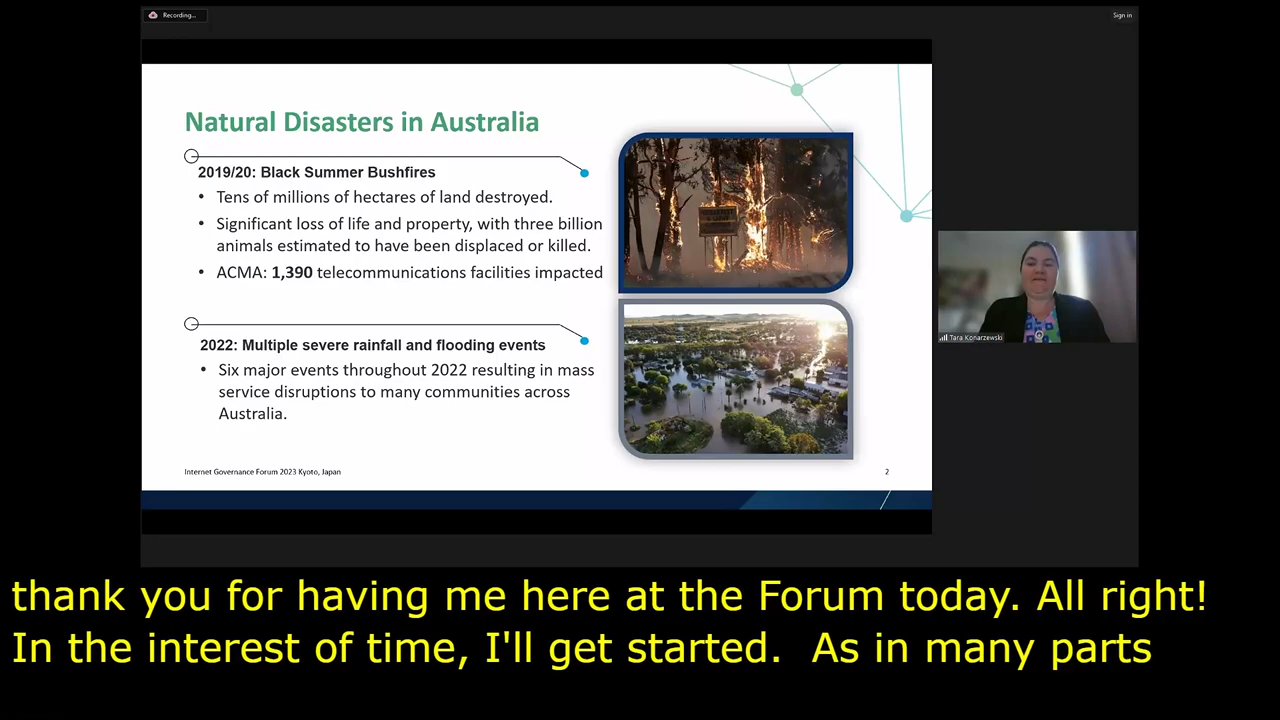 Recording...
Sign in
Natural Disasters in Australia
2019/20: Black Summer Bushfires
• Tens of millions of hectares of land destroyed.
• Significant loss of life and property, with three billion
animals estimated to have been displaced or killed.
• ACMA: 1,390 telecommunications facilities impacted
2022: Multiple severe rainfall and flooding events
• Six major events throughout 2022 resulting in mass
service disruptions to many communities across
Australia.
Internet Governance Forum 2023 Kyoto, Japan
2
Tara Konarzewski
thank you for having me here at the Forum today. All right!
In the interest of time, I'll get started. As in many parts